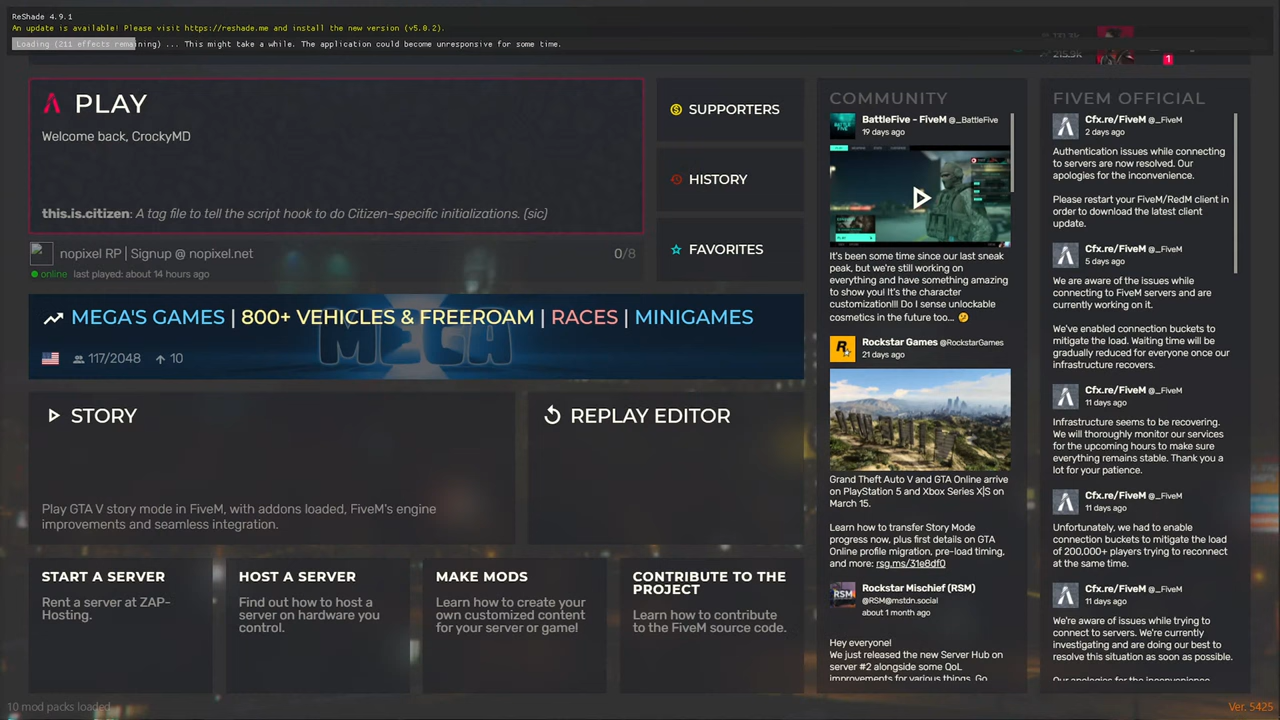 ReShade 4.9.1
An update is available! Please visit https://reshade.me and install the new version (v5.0.2).
Loading (211 effects remaining) ... This might take a while. The application could become unresponsive for some time.
215.9K
1
PLAY
Welcome back, CrockyMD
this.is.citizen: A tag file to tell the script hook to do Citizen-specific initializations. (sic)
nopixel RP | Signup @ nopixel.net
0/8
online last played: about 14 hours ago
SUPPORTERS
HISTORY
FAVORITES
MEGA'S GAMES | 800+ VEHICLES & FREEROAM | RACES | MINIGAMES
MEGA
117/2048
10
STORY
Play GTA V story mode in FiveM, with addons loaded, FiveM's engine
improvements and seamless integration.
REPLAY EDITOR
START A SERVER
Rent a server at ZAP-
Hosting.
HOST A SERVER
Find out how to host a
server on hardware you
control.
MAKE MODS
Learn how to create your
own customized content
for your server or game!
CONTRIBUTE TO THE
PROJECT
Learn how to contribute
to the FiveM source code.
COMMUNITY
BattleFive - FiveM @_BattleFive
19 days ago
It's been some time since our last sneak
peak, but we're still working on
everything and have something amazing
to show you! It's the character
customization!!! Do I sense unlockable
cosmetics in the future too... 🤔
Rockstar Games @RockstarGames
21 days ago
Grand Theft Auto V and GTA Online arrive
on PlayStation 5 and Xbox Series X|S on
March 15.
Learn how to transfer Story Mode
progress now, plus first details on GTA
Online profile migration, pre-load timing,
and more: rsg.ms/31e8df0
RSM
Rockstar Mischief (RSM)
@RSM@mstdn.social
about 1 month ago
Hey everyone!
We just released the new Server Hub on
server #2 alongside some QoL
improvements for various things. Go
FIVEM OFFICIAL
Cfx.re/FiveM @_FiveM
2 days ago
Authentication issues while connecting
to servers are now resolved. Our
apologies for the inconvenience.
Please restart your FiveM/RedM client in
order to download the latest client
update.
Cfx.re/FiveM @_FiveM
5 days ago
We are aware of the issues while
connecting to FiveM servers and are
currently working on it.
We've enabled connection buckets to
mitigate the load. Waiting time will be
gradually reduced for everyone once our
infrastructure recovers.
Cfx.re/FiveM @_FiveM
11 days ago
Infrastructure seems to be recovering.
We will thoroughly monitor our services
for the upcoming hours to make sure
everything remains stable. Thank you a
lot for your patience.
Cfx.re/FiveM @_FiveM
11 days ago
Unfortunately, we had to enable
connection buckets to mitigate the load
of 200,000+ players trying to reconnect
at the same time.
Cfx.re/FiveM @_FiveM
11 days ago
We're aware of issues while trying to
connect to servers. We're currently
investigating and are doing our best to
resolve this situation as soon as possible.
Our apologies for the inconvenience
10 mod packs loaded
Ver. 5425